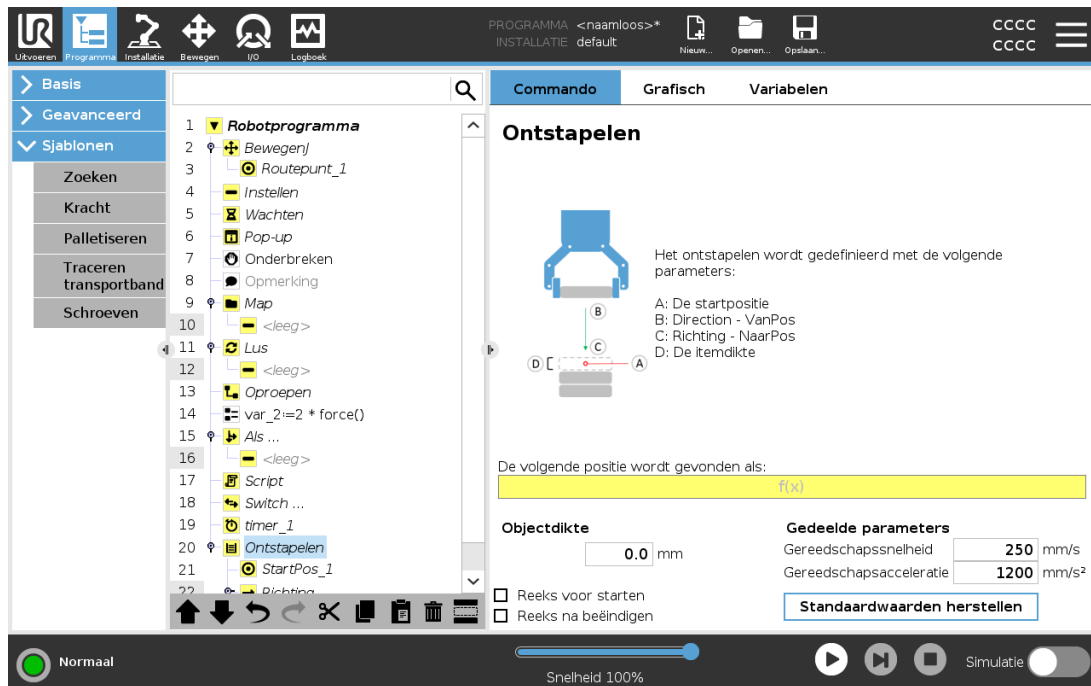 UR
PROGRAMMA <naamloos>*
INSTALLATIE default
CCCC
CCCC
Uitvoeren Programma Installatie Bewegen I/O Logboek Nieuw... Openen... Opslaan...
Basis
Geavanceerd
Sjablonen
Zoeken
Kracht
Palletiseren
Traceren
transportband
Schroeven
1 Robotprogramma
2 BewegenJ
3 Routepunt_1
4 Instellen
5 Wachten
6 Pop-up
7 Onderbreken
8 Opmerking
9 Map
10 <leeg>
11 Lus
12 <leeg>
13 Oproepen
14 var_2:=2 * force()
15 Als ...
16 <leeg>
17 Script
18 Switch ...
19 timer_1
20 Ontstapelen
21 StartPos_1
22 Richting
Commando Grafisch Variabelen
Ontstapelen
B
C
D
A
Het ontstapelen wordt gedefinieerd met de volgende
parameters:
A: De startpositie
B: Direction - VanPos
C: Richting - NaarPos
D: De itemdikte
De volgende positie wordt gevonden als:
f(x)
Objectdikte
0.0 mm
Reeks voor starten
Reeks na beëindigen
Gedeelde parameters
Gereedschapssnelheid 250 mm/s
Gereedschapsacceleratie 1200 mm/s²
Standaardwaarden herstellen
Normaal
Snelheid 100%
Simulatie